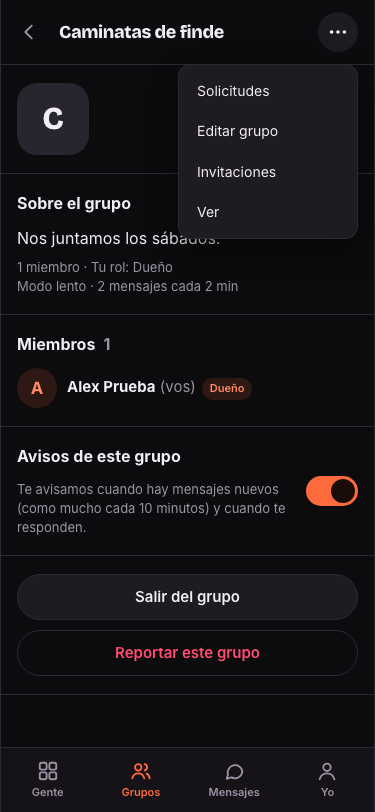 Caminatas de finde
Solicitudes
Editar grupo
Invitaciones
Ver
C
Sobre el grupo
Nos juntamos los sábados.
1 miembro · Tu rol: Dueño
Modo lento · 2 mensajes cada 2 min
Miembros 1
A
Alex Prueba (vos) Dueño
Avisos de este grupo
Te avisamos cuando hay mensajes nuevos
(como mucho cada 10 minutos) y cuando te
responden.
Salir del grupo
Reportar este grupo
Gente
Grupos
Mensajes
Yo